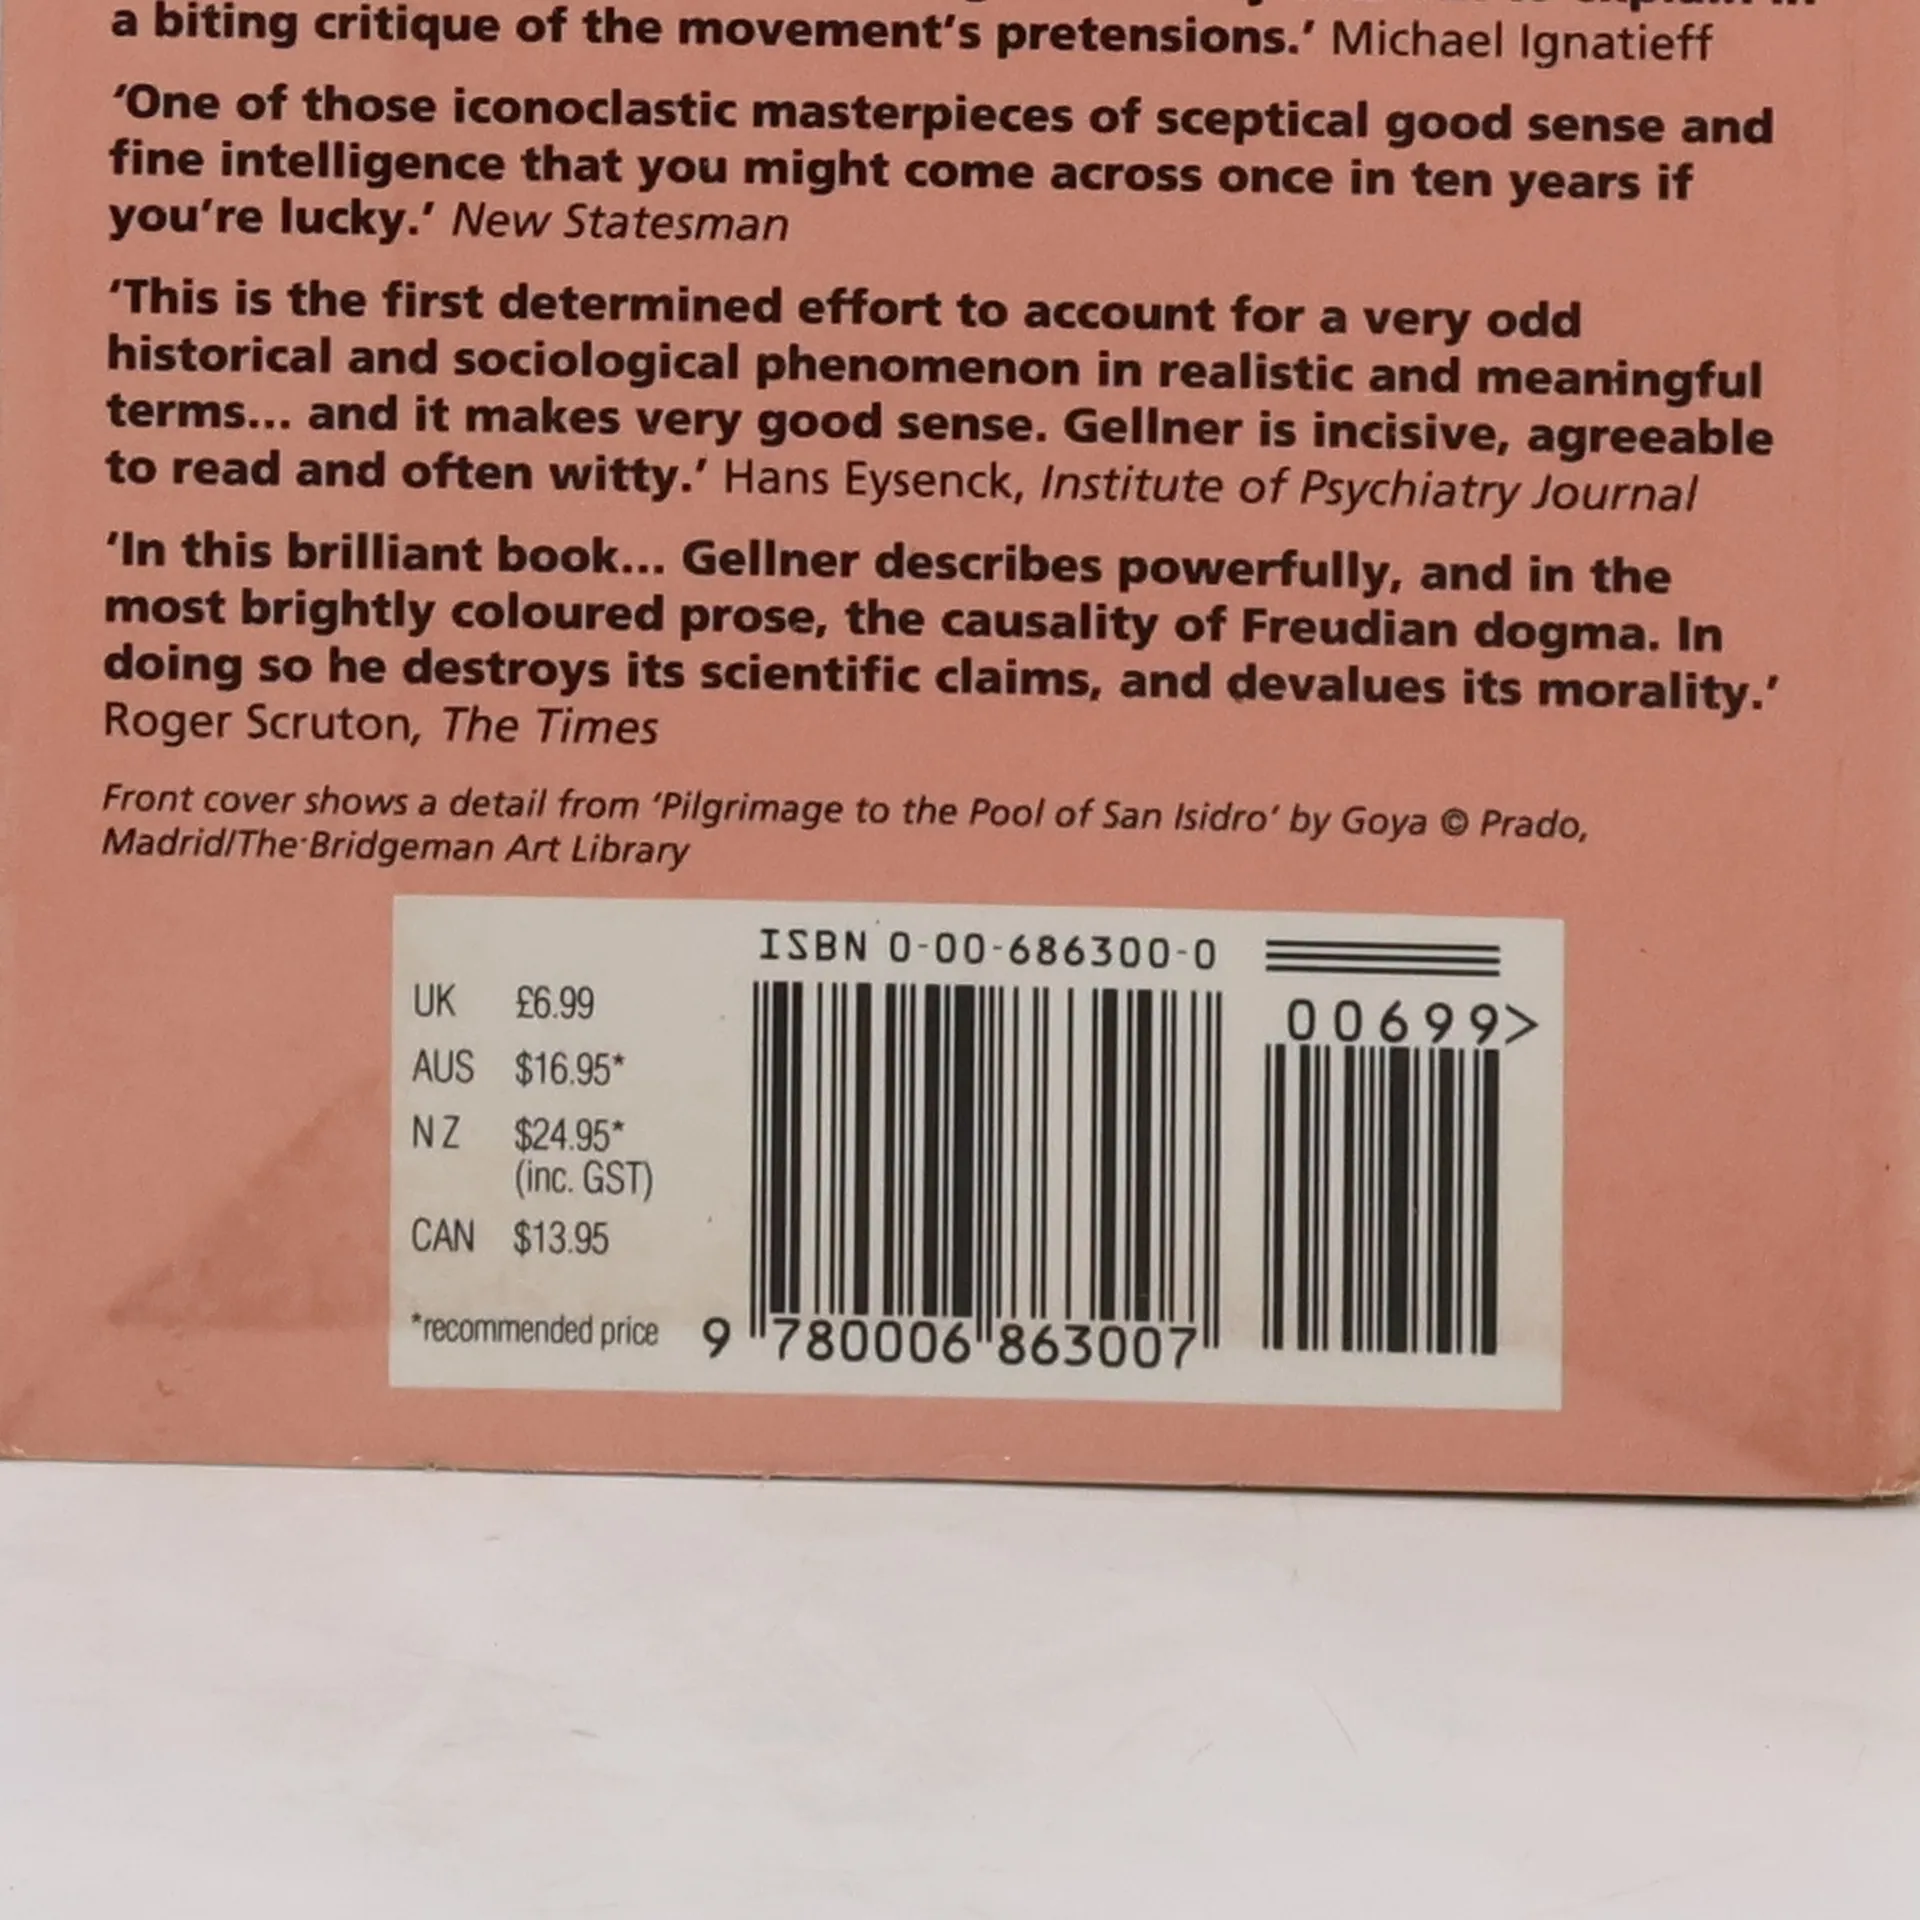 a biting critique of the movement's pretensions.' Michael Ignatieff
'One of those iconoclastic masterpieces of sceptical good sense and
fine intelligence that you might come across once in ten years if
you're lucky.' New Statesman
'This is the first determined effort to account for a very odd
historical and sociological phenomenon in realistic and meaningful
terms... and it makes very good sense. Gellner is incisive, agreeable
to read and often witty.' Hans Eysenck, Institute of Psychiatry Journal
'In this brilliant book... Gellner describes powerfully, and in the
most brightly coloured prose, the causality of Freudian dogma. In
doing so he destroys its scientific claims, and devalues its morality.'
Roger Scruton, The Times
Front cover shows a detail from 'Pilgrimage to the Pool of San Isidro' by Goya © Prado,
Madrid/The Bridgeman Art Library
ISBN 0-00-686300-0
UK £6.99
AUS $16.95*
NZ $24.95*
(inc. GST)
CAN $13.95
*recommended price
00699>
9 780006 863007